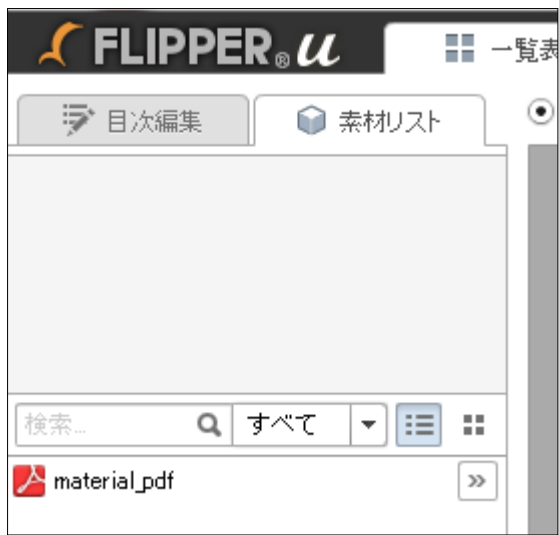 FLIPPER® u 一覧表
目次編集 素材リスト
検索... すべて
material_pdf